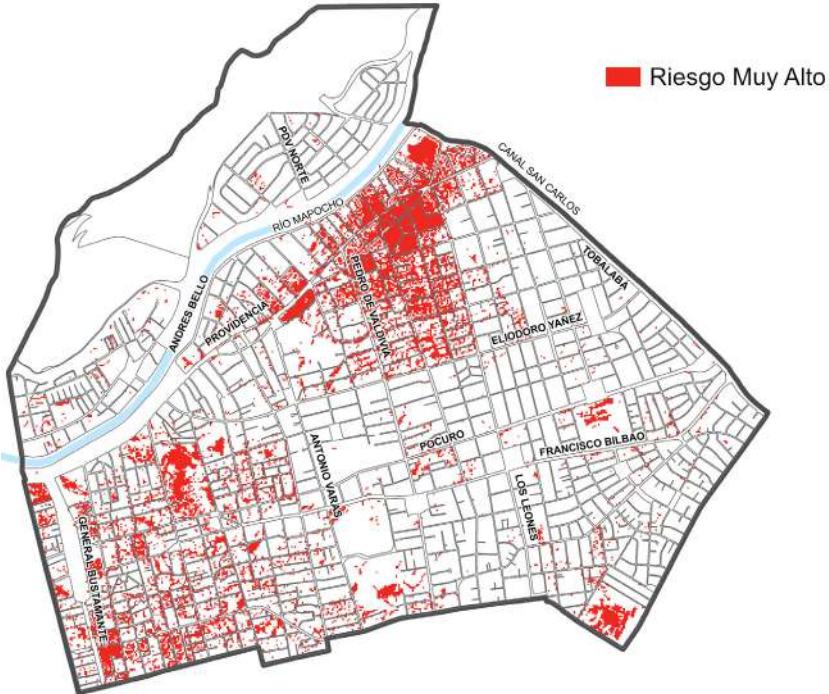 Riesgo Muy Alto
PDV NORTE
CANAL SAN CARLOS
RÍO MAPOCHO
TOBALABA
ANDRES BELLO
PROVIDENCIA
PEDRO DE VALDIVIA
ELIODORO YAÑEZ
POCURO
FRANCISCO BILBAO
ANTONIO VARAS
LOS LEONES
GENERAL BUSTAMANTE